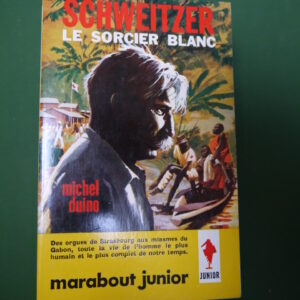 SCHWEITZER
LE SORCIER BLANC
michel
duino
Des orgues de Strasbourg aux miasmes du
Gabon, toute la vie de l'homme le plus
humain et le plus complet de notre temps.
JUNIOR
marabout junior